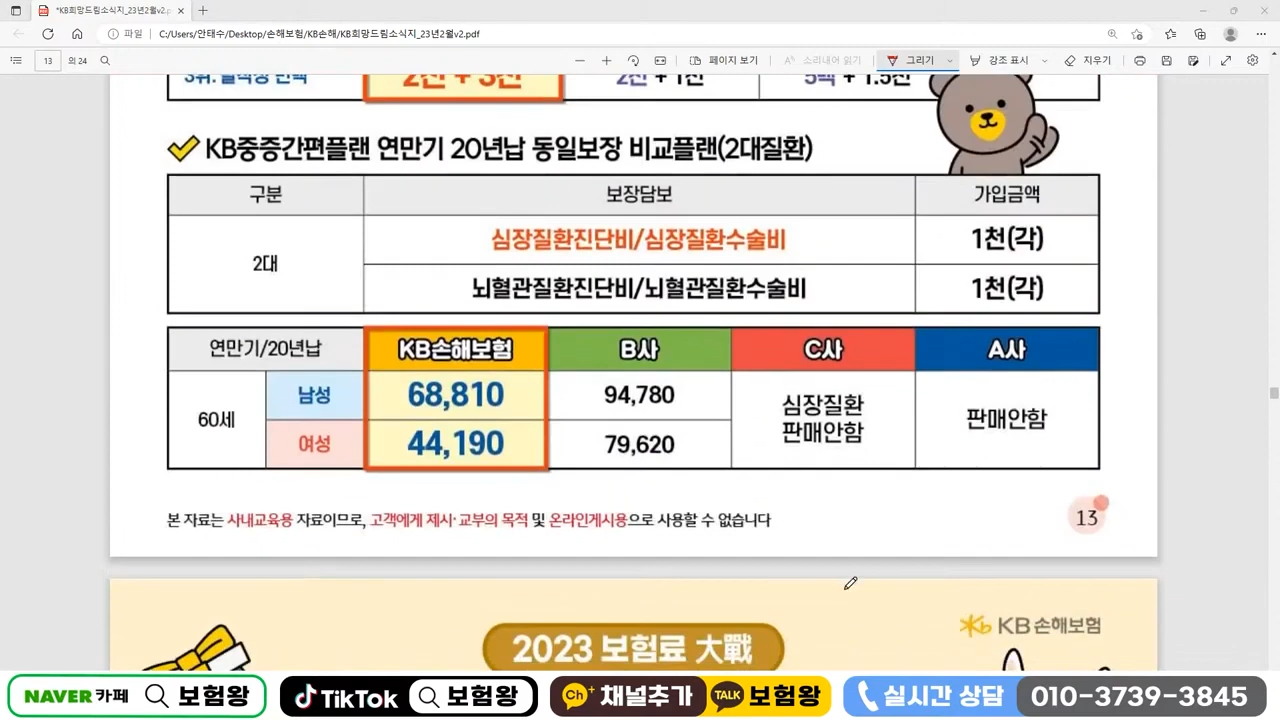 *KB희망드림소식지_23년2월v2.p
파일
C:/Users/안태수/Desktop/손해보험/KB손해/KB희망드림소식지_23년2월v2.pdf
13 의 24
페이지 보기
소리내어 읽기
그리기
강조 표시
지우기
2천 + 3천
2천 + 1천
5백 + 1.5천
KB중증간편플랜 연만기 20년납 동일보장 비교플랜(2대질환)
구분 보장담보 가입금액
2대
심장질환진단비/심장질환수술비 1천(각)
뇌혈관질환진단비/뇌혈관질환수술비 1천(각)
연만기/20년납 KB손해보험 B사 C사 A사
60세
남성 68,810 94,780
여성 44,190 79,620
심장질환
판매안함
판매안함
본 자료는 사내교육용 자료이므로, 고객에게 제시·교부의 목적 및 온라인게시용으로 사용할 수 없습니다
13
KB손해보험
2023 보험료 大戰
NAVER 카페 보험왕
TikTok 보험왕
Ch+ 채널추가 TALK 보험왕
실시간 상담 010-3739-3845